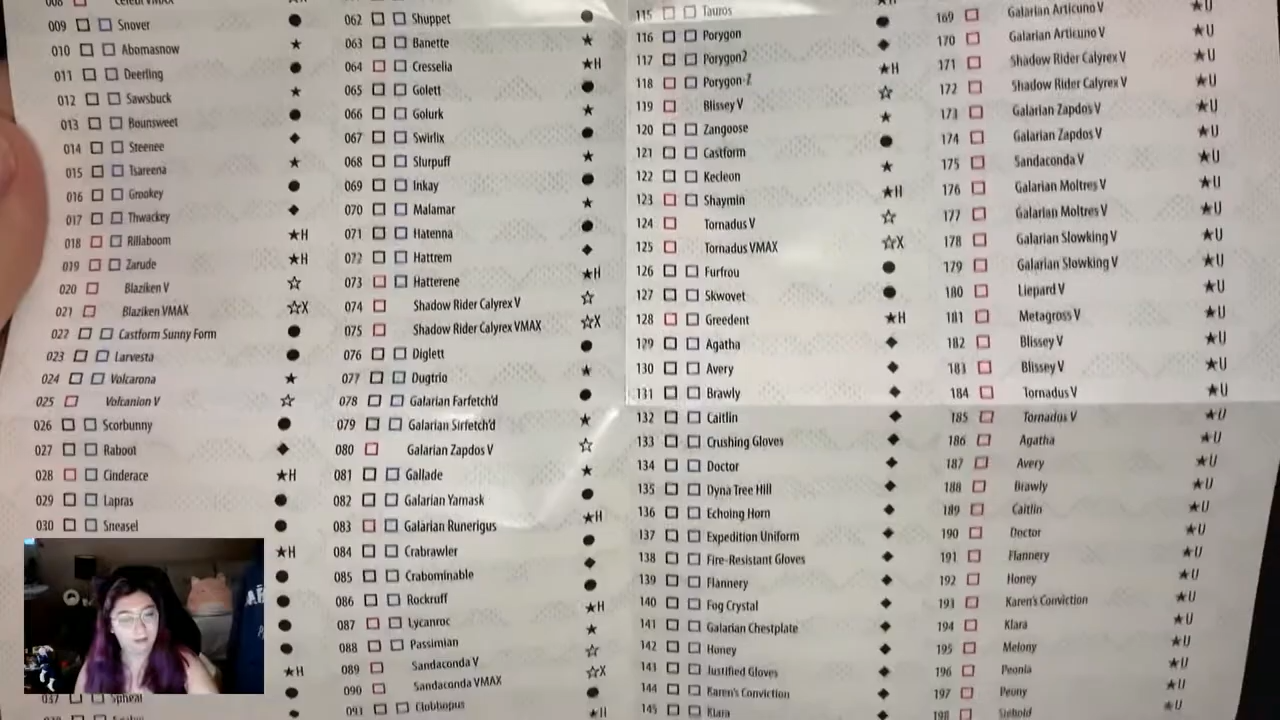 008 Celebi VMAX
009 Snover
010 Abomasnow
011 Deerling
012 Sawsbuck
013 Bounsweet
014 Steenee
015 Tsareena
016 Grookey
017 Thwackey
018 Rillaboom ★H
019 Zarude ★H
020 Blaziken V
021 Blaziken VMAX ☆X
022 Castform Sunny Form
023 Larvesta
024 Volcarona
025 Volcanion V
026 Scorbunny
027 Raboot
028 Cinderace ★H
029 Lapras
030 Sneasel
★H
★H
037 Spheal
062 Shuppet
063 Banette
064 Cresselia ★H
065 Golett
066 Golurk
067 Swirlix
068 Slurpuff
069 Inkay
070 Malamar
071 Hatenna
072 Hattrem
073 Hatterene ★H
074 Shadow Rider Calyrex V
075 Shadow Rider Calyrex VMAX ☆X
076 Diglett
077 Dugtrio
078 Galarian Farfetch'd
079 Galarian Sirfetch'd
080 Galarian Zapdos V
081 Gallade
082 Galarian Yamask
083 Galarian Runerigus ★H
084 Crabrawler
085 Crabominable
086 Rockruff
087 Lycanroc ★H
088 Passimian
089 Sandaconda V
090 Sandaconda VMAX ☆X
091 Clobbopus
★H
115 Tauros
116 Porygon
117 Porygon2
118 Porygon-Z ★H
119 Blissey V
120 Zangoose
121 Castform
122 Kecleon
123 Shaymin ★H
124 Tornadus V
125 Tornadus VMAX ☆X
126 Furfrou
127 Skwovet
128 Greedent ★H
129 Agatha
130 Avery
131 Brawly
132 Caitlin
133 Crushing Gloves
134 Doctor
135 Dyna Tree Hill
136 Echoing Horn
137 Expedition Uniform
138 Fire-Resistant Gloves
139 Flannery
140 Fog Crystal
141 Galarian Chestplate
142 Honey
143 Justified Gloves
144 Karen's Conviction
145 Klara
169 Galarian Articuno V ★U
170 Galarian Articuno V ★U
171 Shadow Rider Calyrex V ★U
172 Shadow Rider Calyrex V ★U
173 Galarian Zapdos V ★U
174 Galarian Zapdos V ★U
175 Sandaconda V ★U
176 Galarian Moltres V ★U
177 Galarian Moltres V ★U
178 Galarian Slowking V ★U
179 Galarian Slowking V ★U
180 Liepard V ★U
181 Metagross V ★U
182 Blissey V ★U
183 Blissey V ★U
184 Tornadus V ★U
185 Tornadus V ★U
186 Agatha ★U
187 Avery ★U
188 Brawly ★U
189 Caitlin ★U
190 Doctor ★U
191 Flannery ★U
192 Honey ★U
193 Karen's Conviction ★U
194 Klara ★U
195 Melony ★U
196 Peonia ★U
197 Peony ★U
198 Siebold ★U